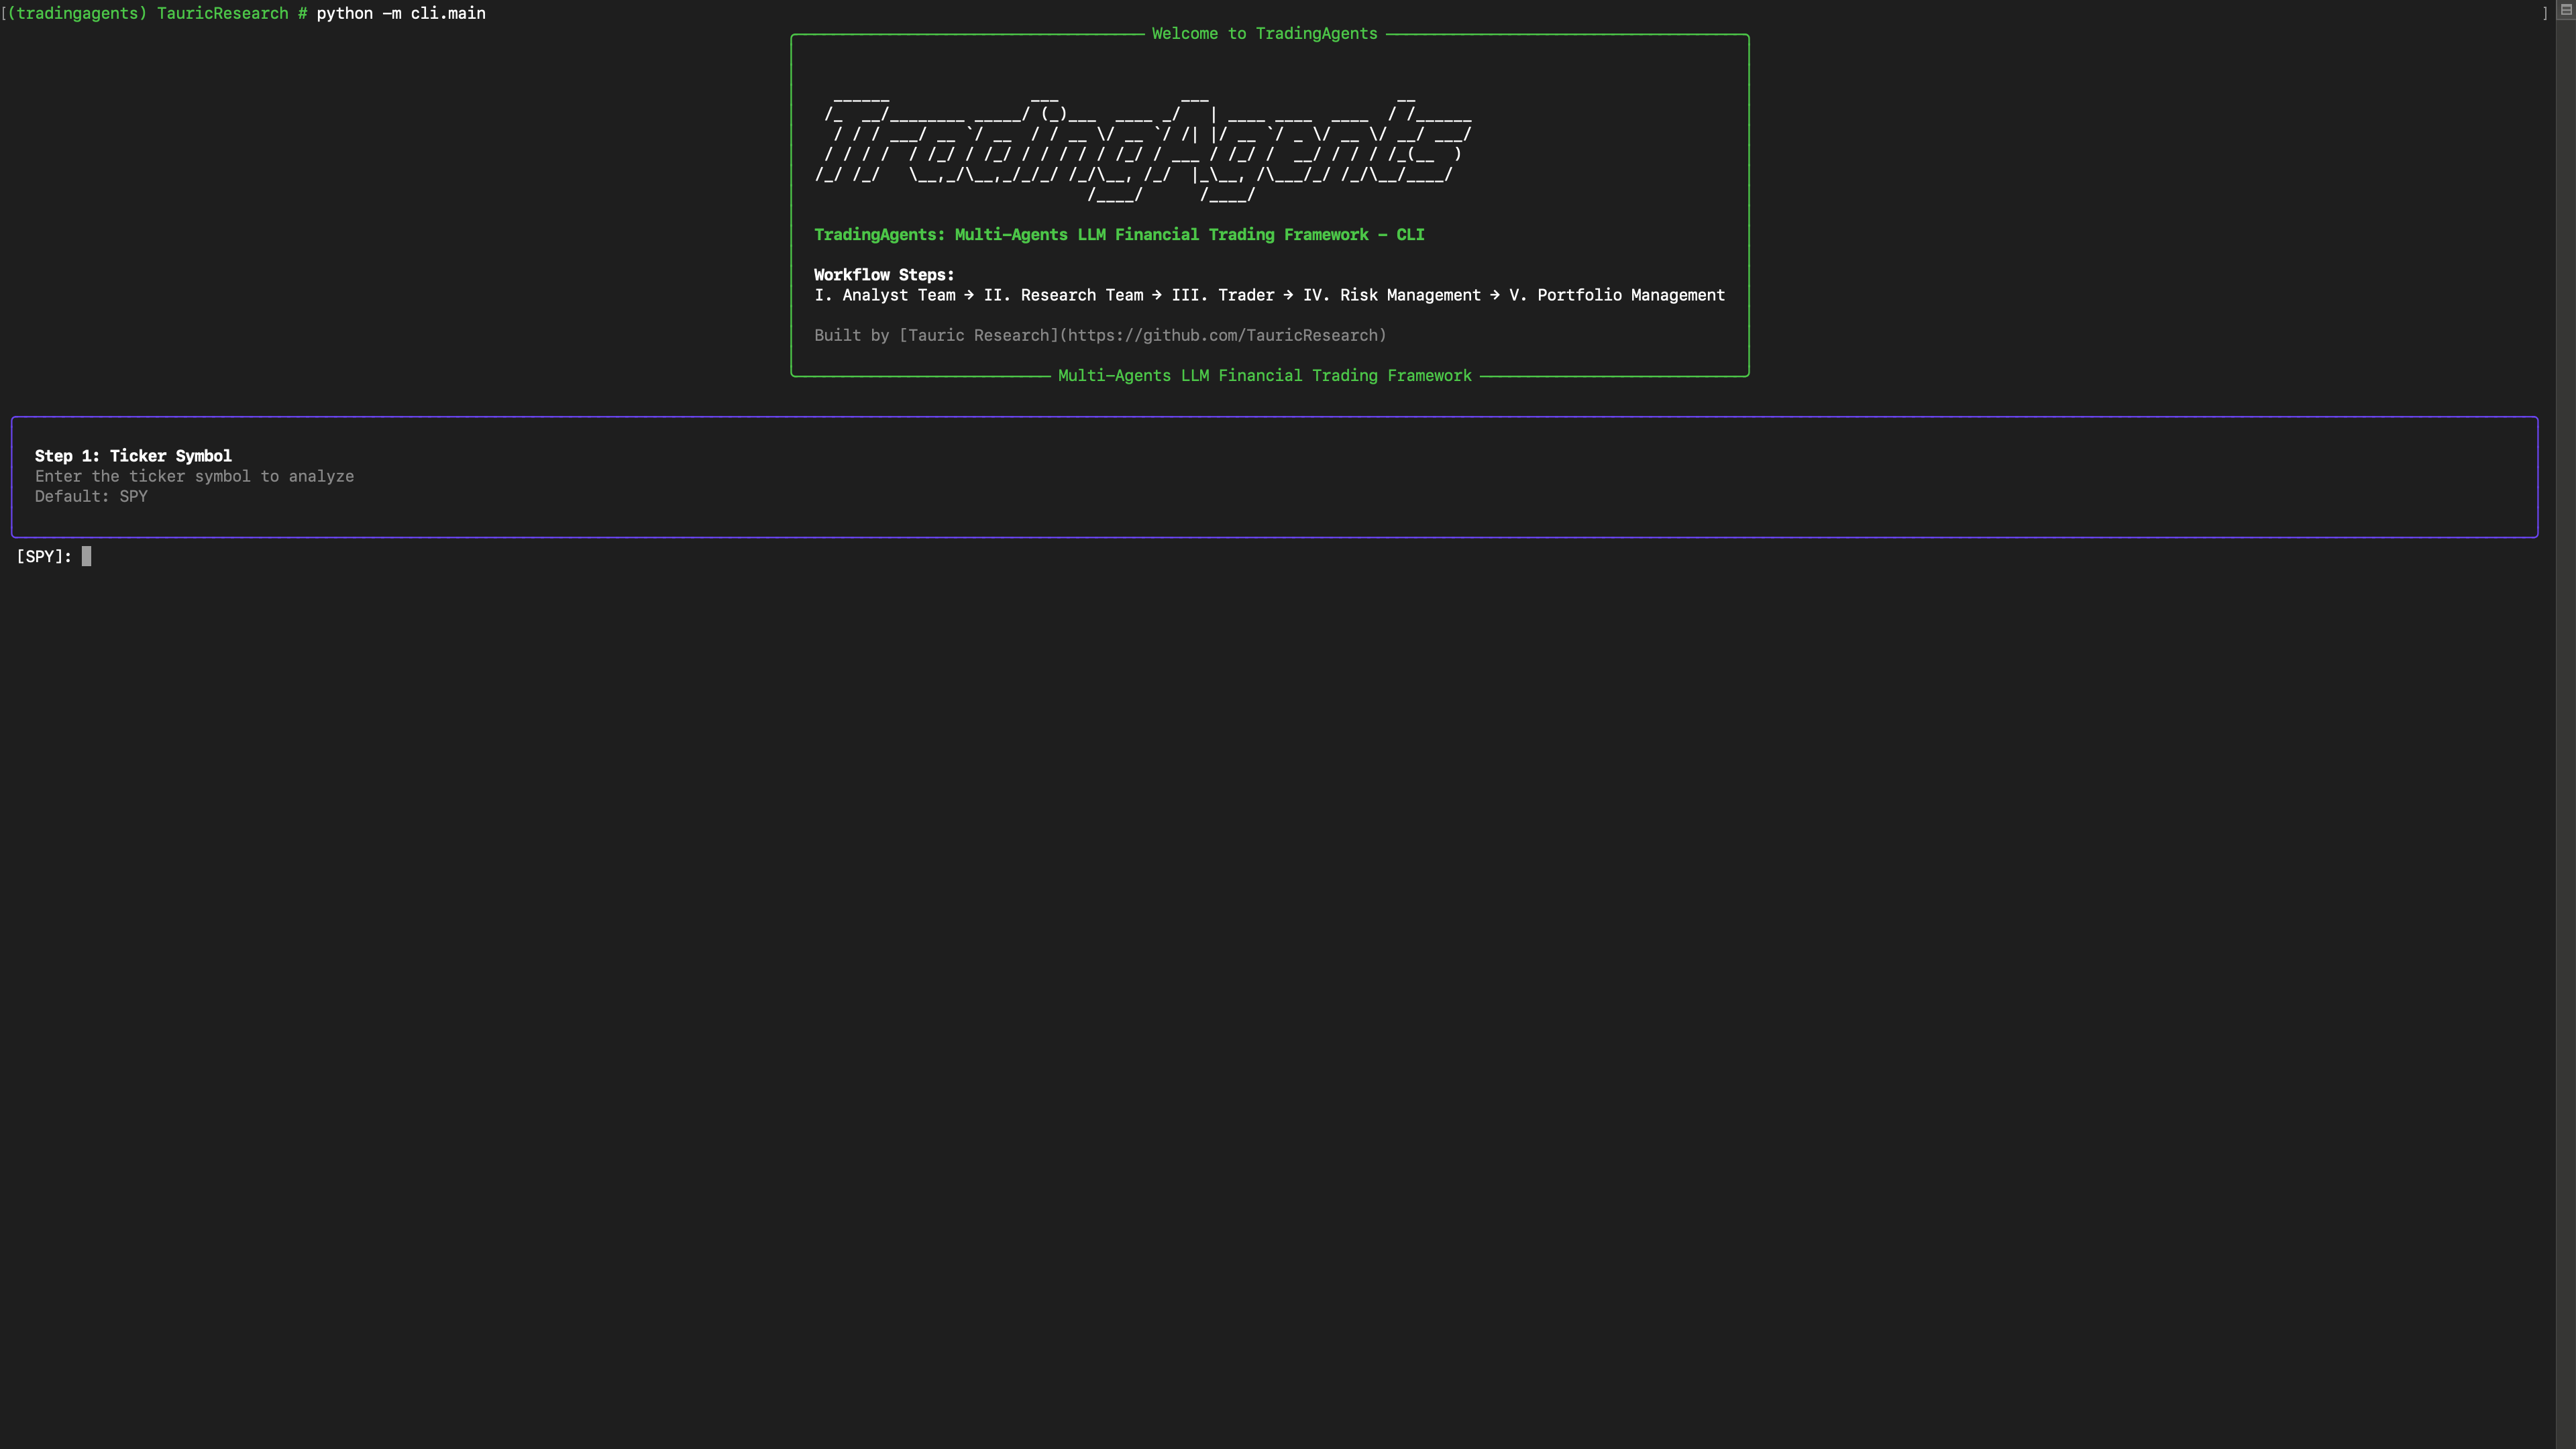 [(tradingagents) TauricResearch # python -m cli.main ]
Welcome to TradingAgents
TradingAgents
TradingAgents: Multi-Agents LLM Financial Trading Framework - CLI
Workflow Steps:
I. Analyst Team → II. Research Team → III. Trader → IV. Risk Management → V. Portfolio Management
Built by [Tauric Research](https://github.com/TauricResearch)
Multi-Agents LLM Financial Trading Framework
Step 1: Ticker Symbol
Enter the ticker symbol to analyze
Default: SPY
[SPY]: